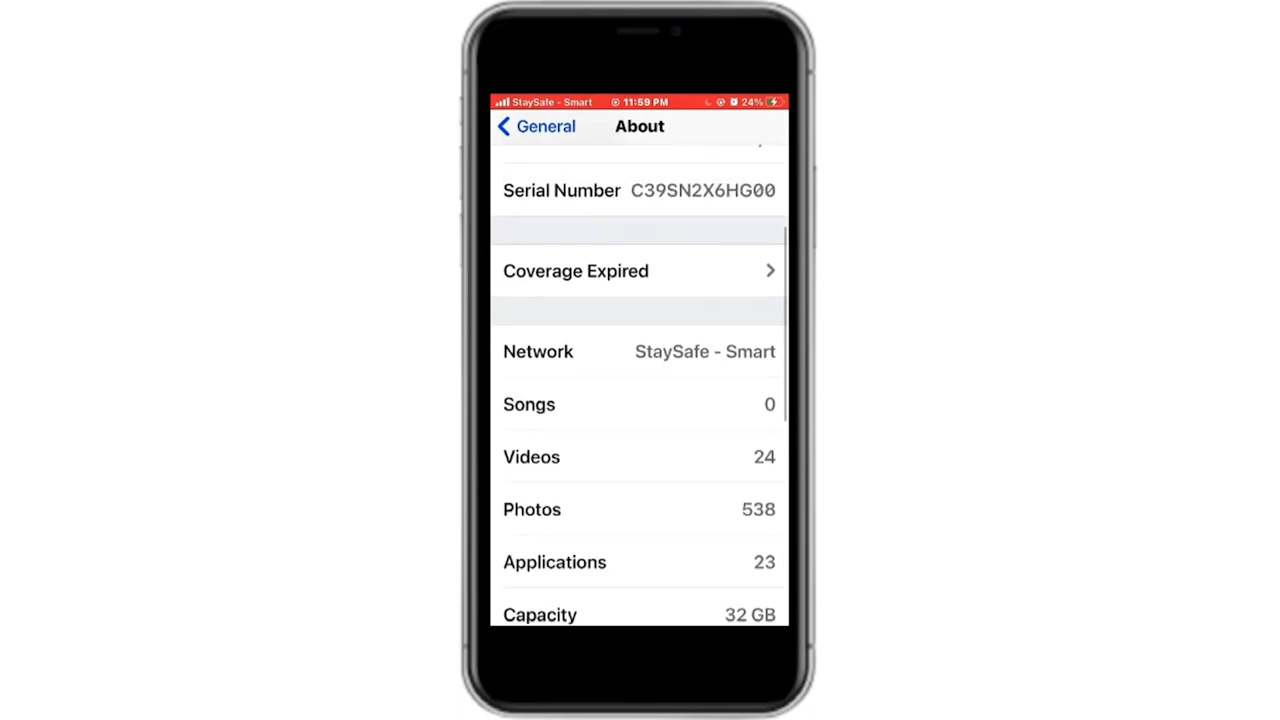 StaySafe - Smart 11:59 PM 24%
General About
Serial Number C39SN2X6HG00
Coverage Expired
Network StaySafe - Smart
Songs 0
Videos 24
Photos 538
Applications 23
Capacity 32 GB